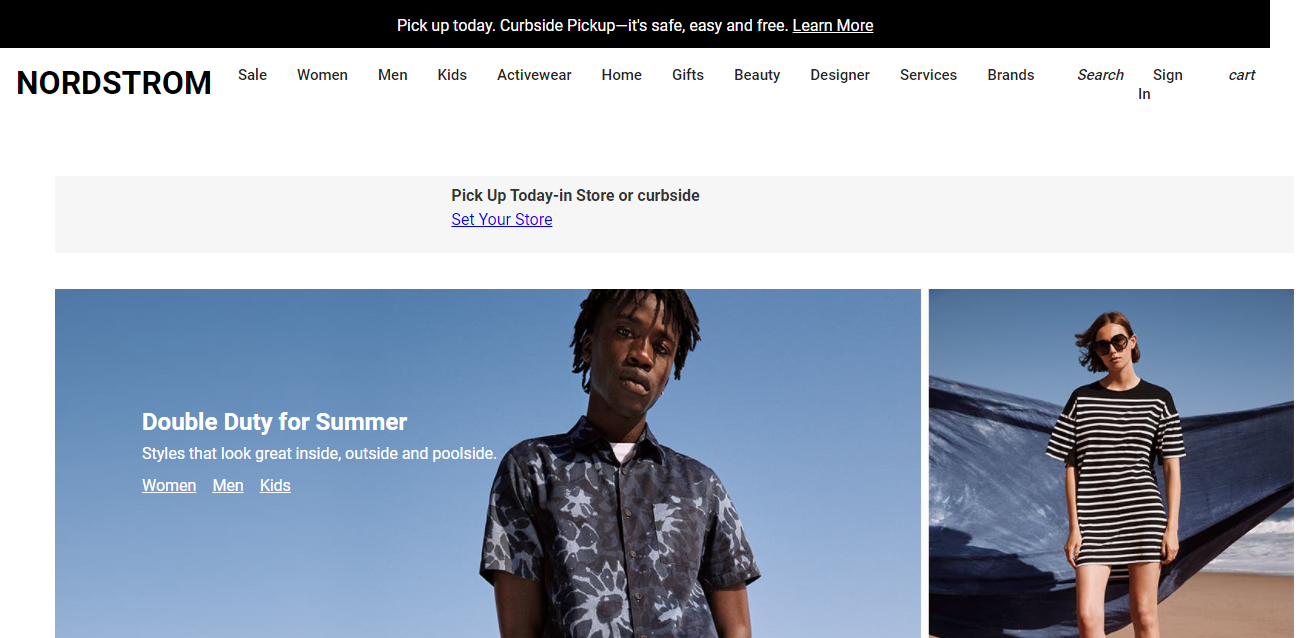 Pick up today. Curbside Pickup—it's safe, easy and free. Learn More
NORDSTROM Sale Women Men Kids Activewear Home Gifts Beauty Designer Services Brands Search Sign In cart
Pick Up Today-in Store or curbside
Set Your Store
Double Duty for Summer
Styles that look great inside, outside and poolside.
Women Men Kids